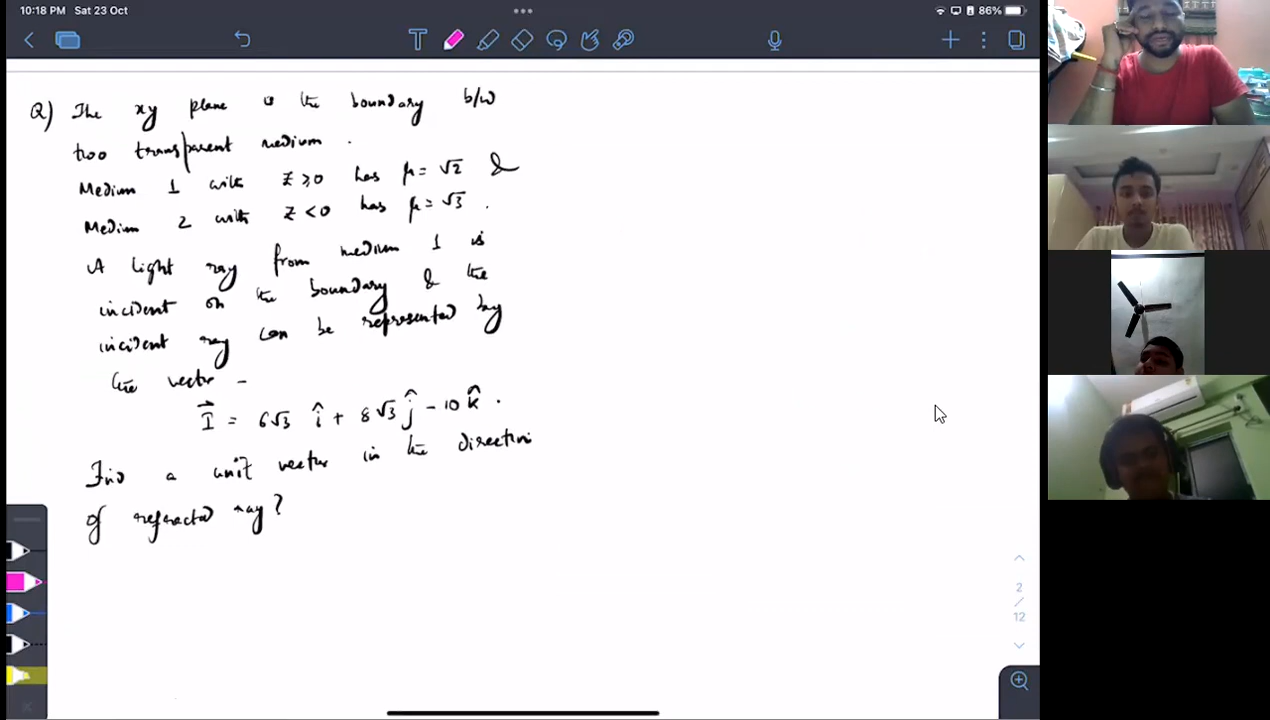 10:18 PM Sat 23 Oct
86%
T
Q) The xy plane is the boundary b/w
two transparent medium .
Medium 1 with z ≥ 0 has μ = √2 &
Medium 2 with z < 0 has μ = √3 .
A light ray from medium 1 is
incident on the boundary & the
incident ray can be represented by
the vector –
I⃗ = 6√3 î + 8√3 ĵ – 10 k̂ .
Find a unit vector in the direction
of refracted ray?
2
/
12